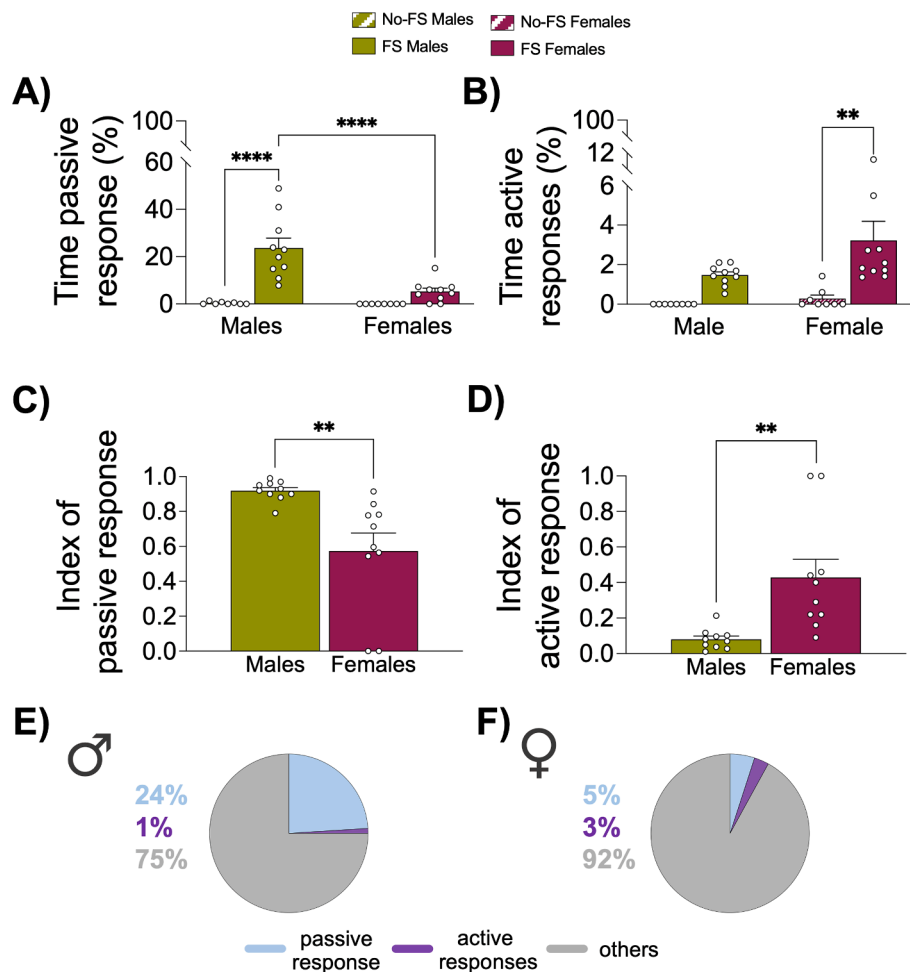 No-FS Males No-FS Females
FS Males FS Females
A)
Time passive
response (%)
100
60
40
20
0
****
****
Males Females
B)
Time active
responses (%)
100
12
6
4
2
0
**
Male Female
C)
Index of
passive response
1.0
0.8
0.6
0.4
0.2
0.0
**
Males Females
D)
Index of
active response
1.0
0.8
0.6
0.4
0.2
0.0
**
Males Females
E)
♂
24%
1%
75%
F)
♀
5%
3%
92%
passive
response
active
responses
others